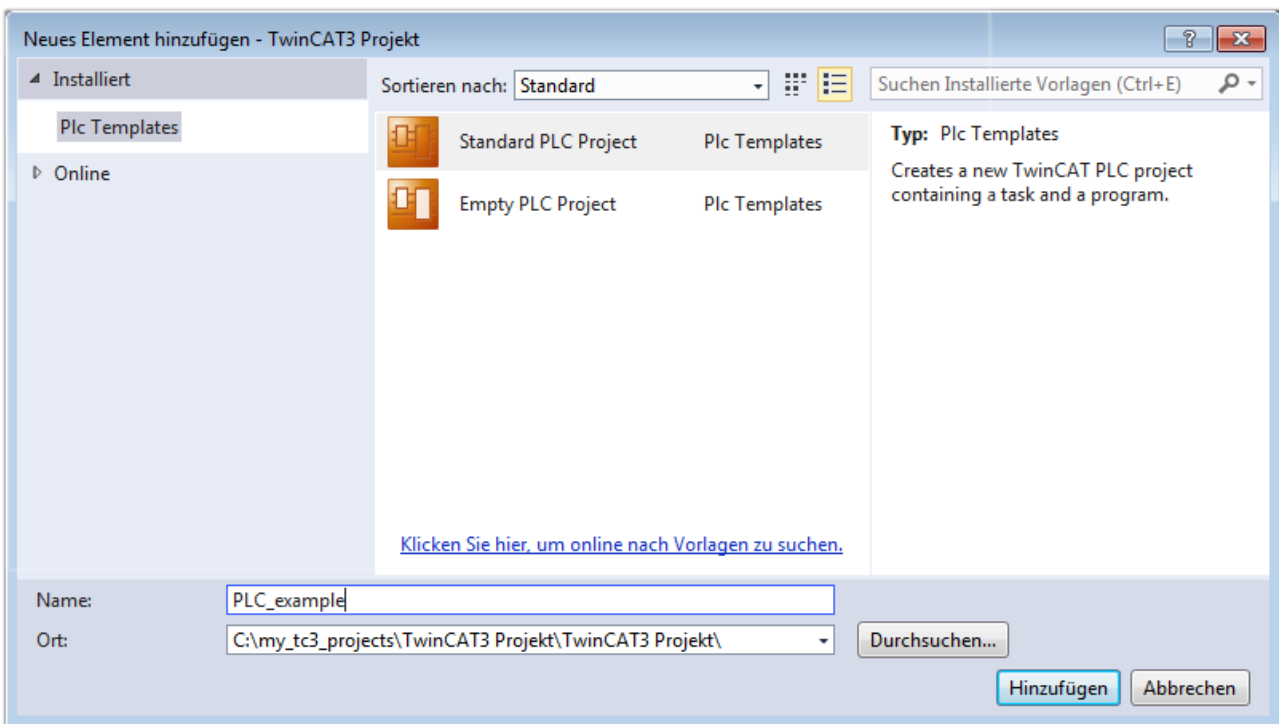 Neues Element hinzufügen - TwinCAT3 Projekt
Installiert
Plc Templates
Online
Sortieren nach: Standard
Suchen Installierte Vorlagen (Ctrl+E)
Standard PLC Project Plc Templates
Empty PLC Project Plc Templates
Typ: Plc Templates
Creates a new TwinCAT PLC project
containing a task and a program.
Klicken Sie hier, um online nach Vorlagen zu suchen.
Name: PLC_example
Ort: C:\my_tc3_projects\TwinCAT3 Projekt\TwinCAT3 Projekt\ Durchsuchen...
Hinzufügen Abbrechen